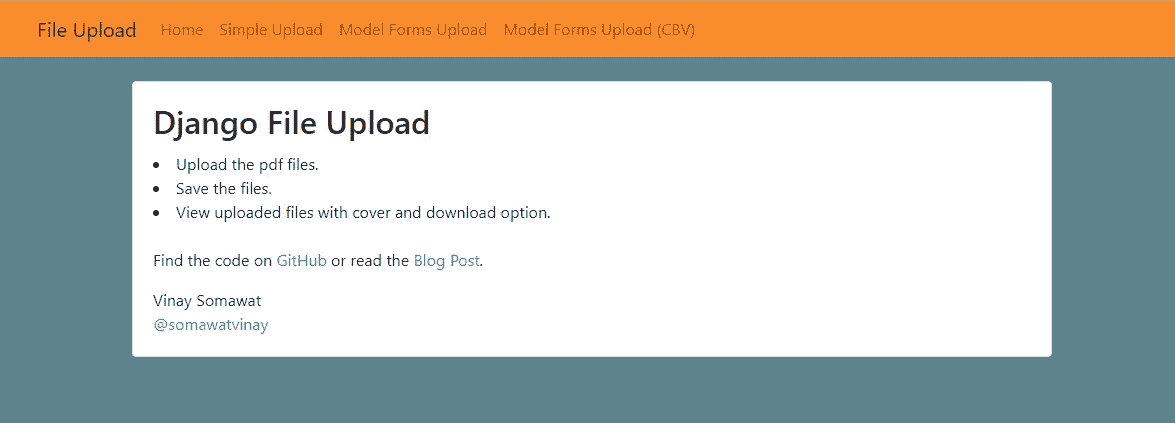 File Upload Home Simple Upload Model Forms Upload Model Forms Upload (CBV)
Django File Upload
Upload the pdf files.
Save the files.
View uploaded files with cover and download option.
Find the code on GitHub or read the Blog Post.
Vinay Somawat
@somawatvinay